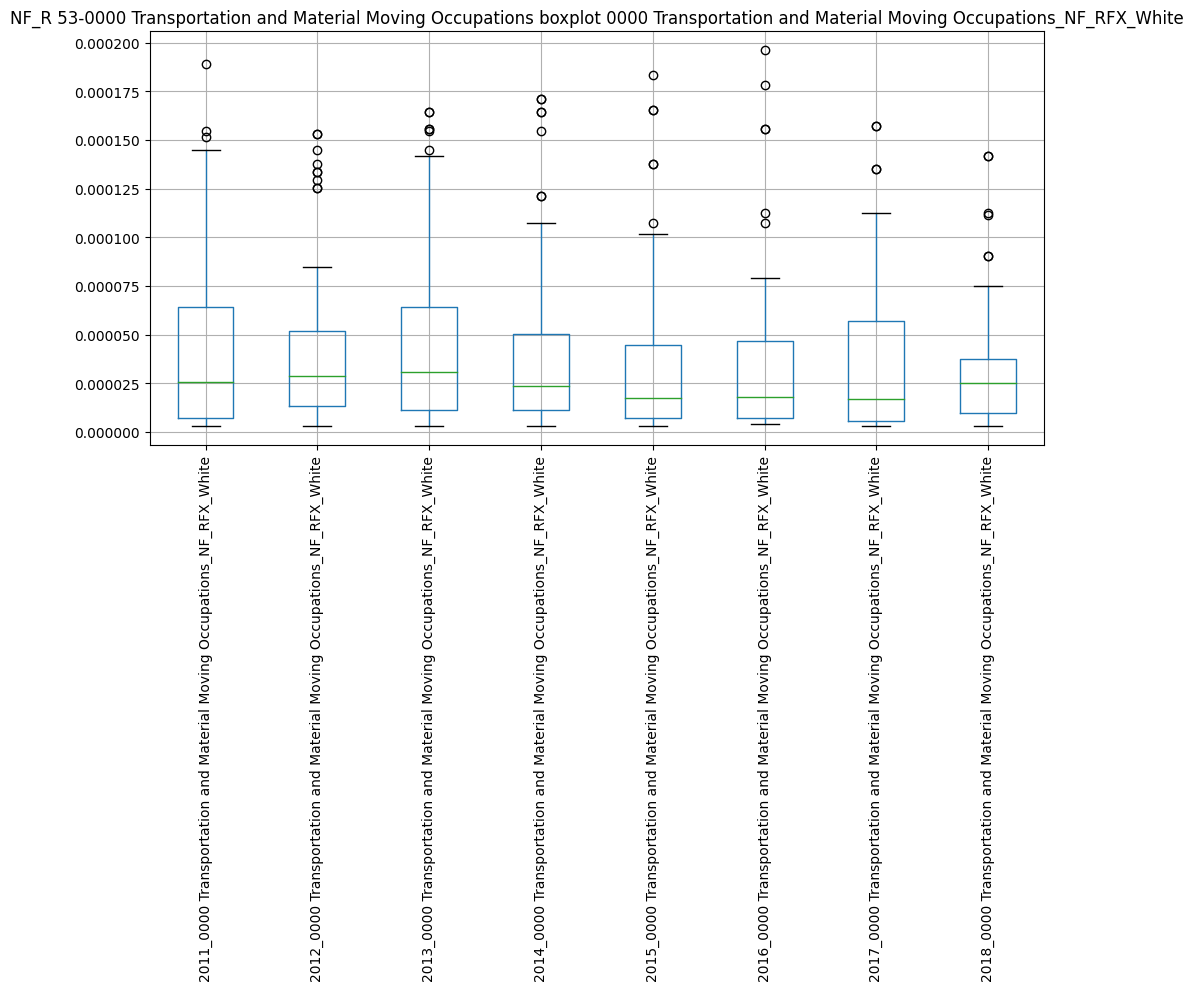 NF_R 53-0000 Transportation and Material Moving Occupations boxplot 0000 Transportation and Material Moving Occupations_NF_RFX_White
0.000200
0.000175
0.000150
0.000125
0.000100
0.000075
0.000050
0.000025
0.000000
2011_0000 Transportation and Material Moving Occupations_NF_RFX_White
2012_0000 Transportation and Material Moving Occupations_NF_RFX_White
2013_0000 Transportation and Material Moving Occupations_NF_RFX_White
2014_0000 Transportation and Material Moving Occupations_NF_RFX_White
2015_0000 Transportation and Material Moving Occupations_NF_RFX_White
2016_0000 Transportation and Material Moving Occupations_NF_RFX_White
2017_0000 Transportation and Material Moving Occupations_NF_RFX_White
2018_0000 Transportation and Material Moving Occupations_NF_RFX_White